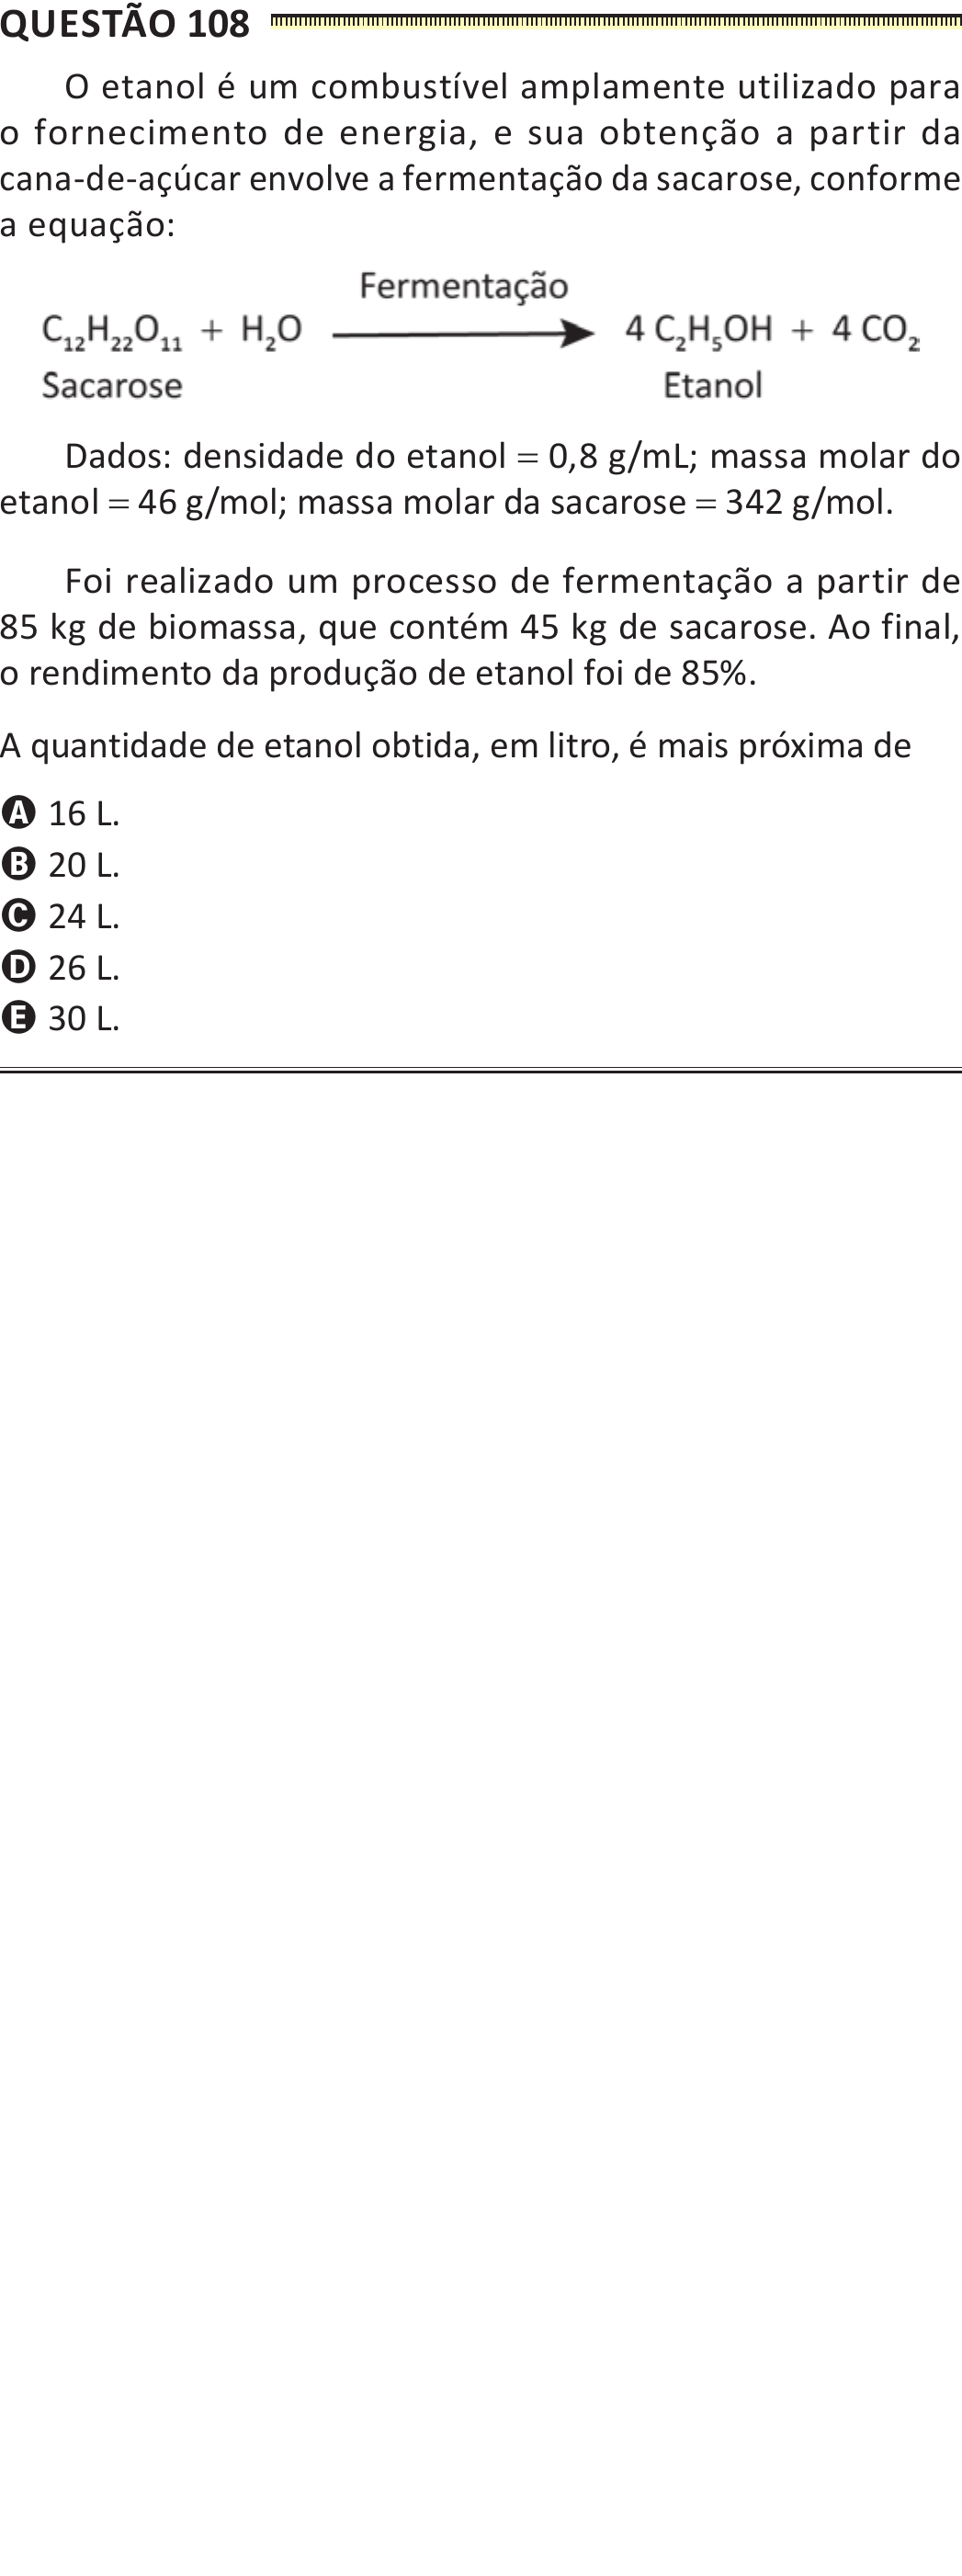 QUESTÃO 108
O etanol é um combustível amplamente utilizado para
o fornecimento de energia, e sua obtenção a partir da
cana-de-açúcar envolve a fermentação da sacarose, conforme
a equação:
Fermentação
C₁₂H₂₂O₁₁ + H₂O ⟶ 4 C₂H₅OH + 4 CO₂
Sacarose Etanol
Dados: densidade do etanol = 0,8 g/mL; massa molar do
etanol = 46 g/mol; massa molar da sacarose = 342 g/mol.
Foi realizado um processo de fermentação a partir de
85 kg de biomassa, que contém 45 kg de sacarose. Ao final,
o rendimento da produção de etanol foi de 85%.
A quantidade de etanol obtida, em litro, é mais próxima de
A 16 L.
B 20 L.
C 24 L.
D 26 L.
E 30 L.